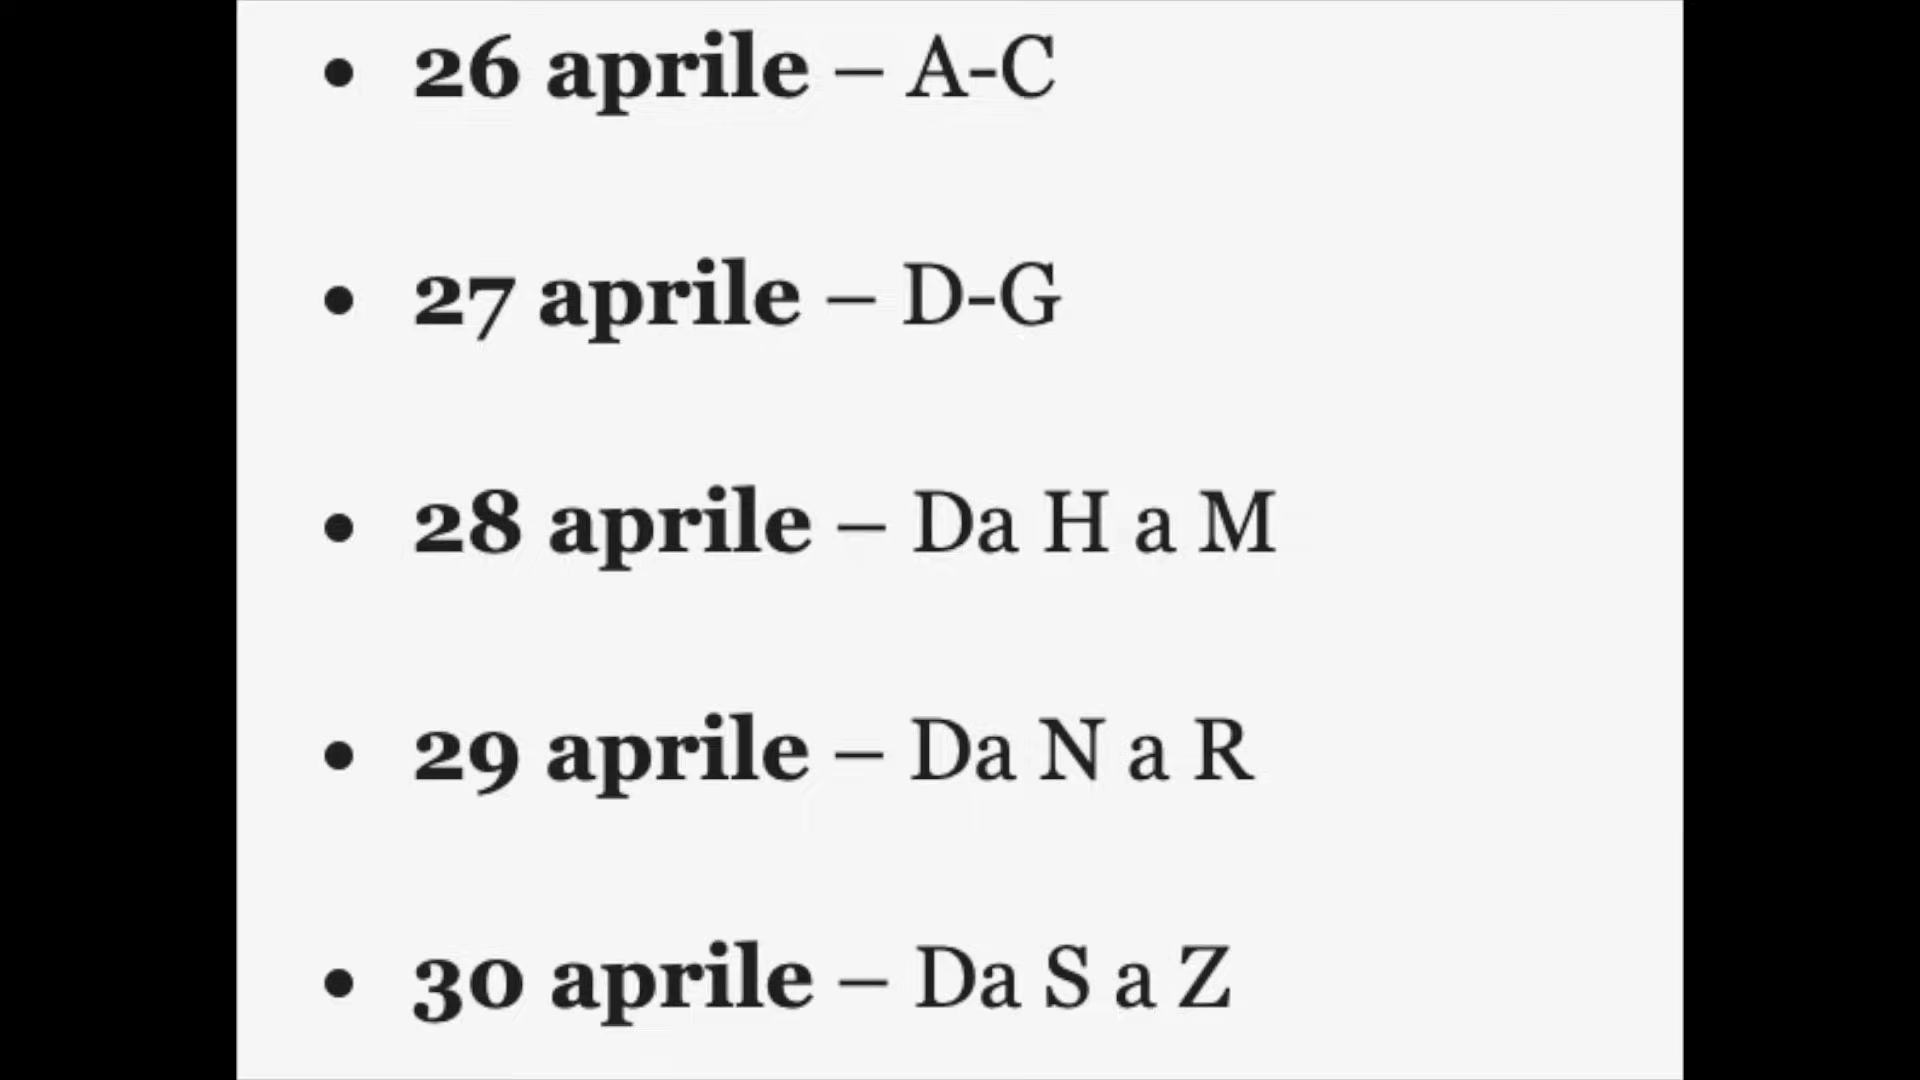 • 26 aprile – A-C
• 27 aprile – D-G
• 28 aprile – Da H a M
• 29 aprile – Da N a R
• 30 aprile – Da S a Z